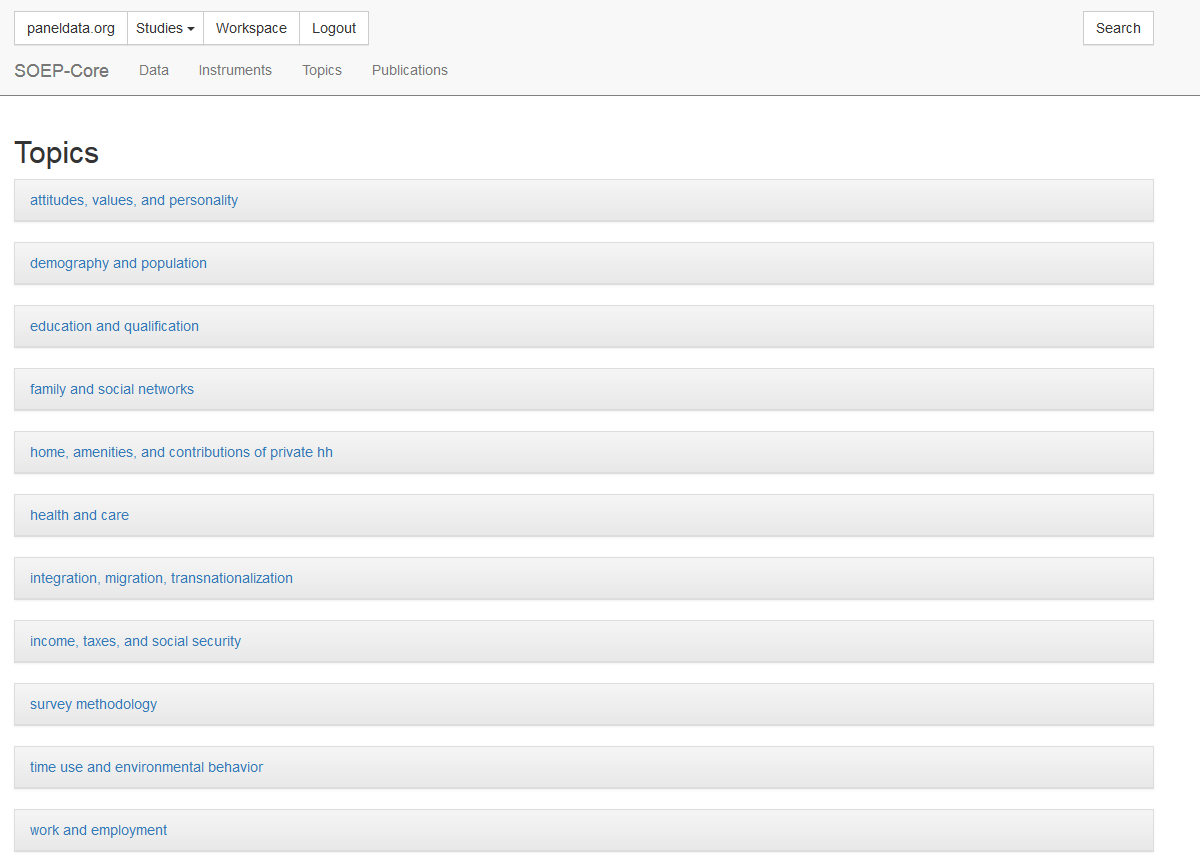 paneldata.org Studies Workspace Logout Search
SOEP-Core Data Instruments Topics Publications
Topics
attitudes, values, and personality
demography and population
education and qualification
family and social networks
home, amenities, and contributions of private hh
health and care
integration, migration, transnationalization
income, taxes, and social security
survey methodology
time use and environmental behavior
work and employment